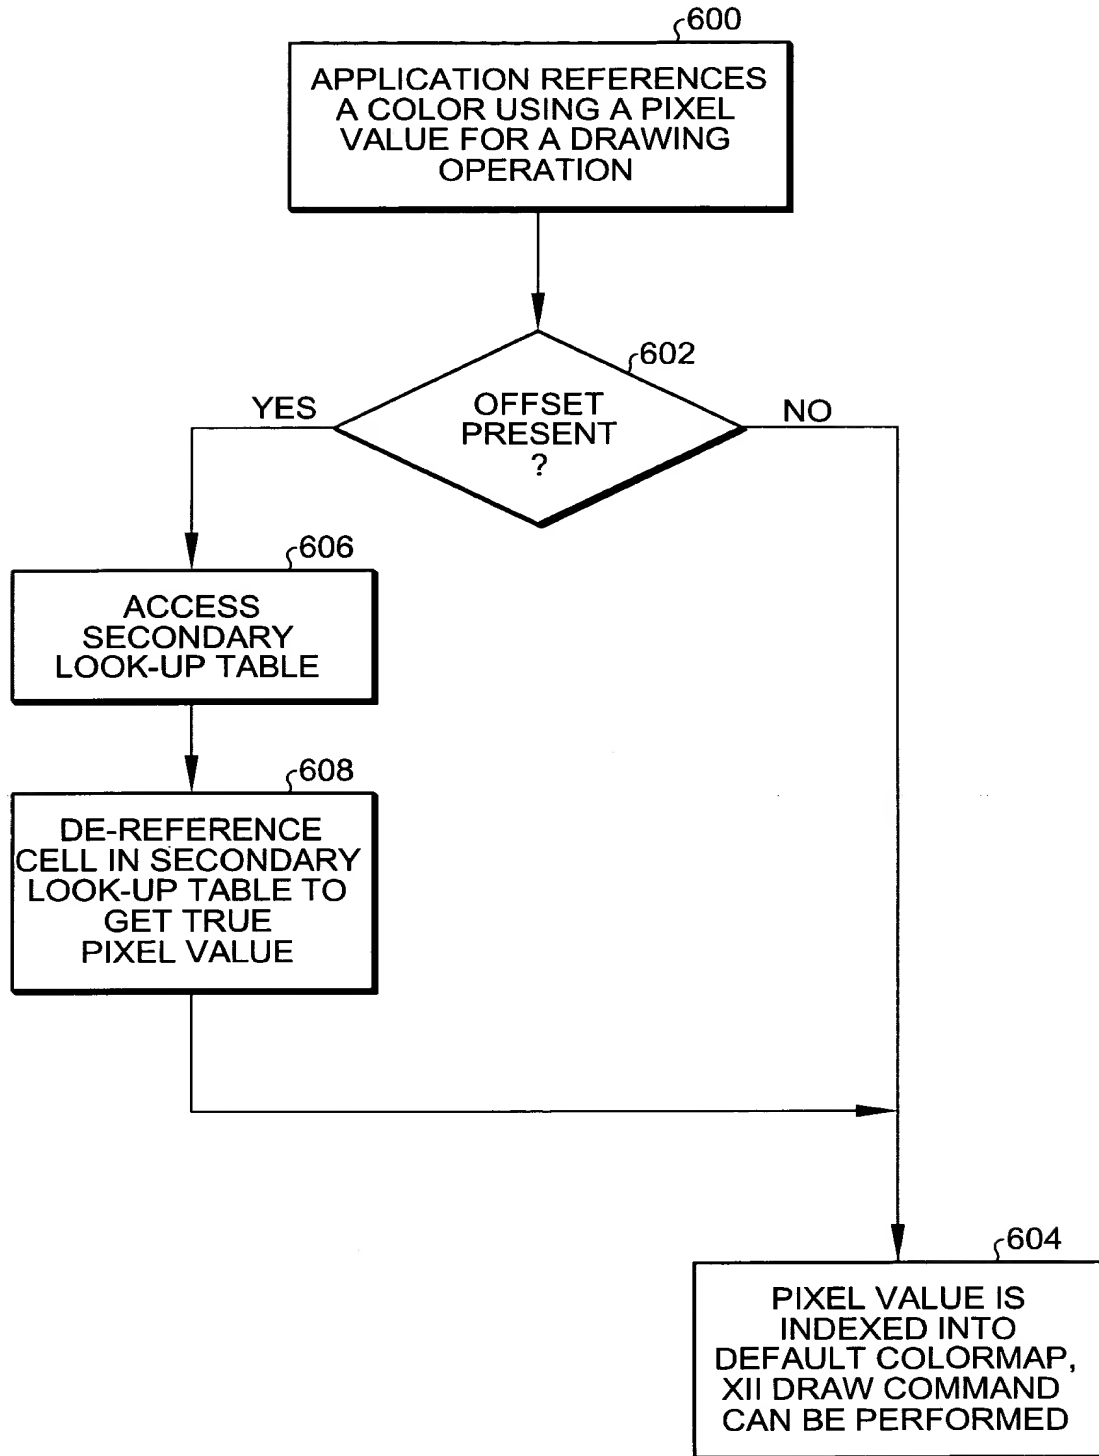 600
APPLICATION REFERENCES
A COLOR USING A PIXEL
VALUE FOR A DRAWING
OPERATION
602
YES
OFFSET
PRESENT
?
NO
606
ACCESS
SECONDARY
LOOK-UP TABLE
608
DE-REFERENCE
CELL IN SECONDARY
LOOK-UP TABLE TO
GET TRUE
PIXEL VALUE
604
PIXEL VALUE IS
INDEXED INTO
DEFAULT COLORMAP,
XII DRAW COMMAND
CAN BE PERFORMED